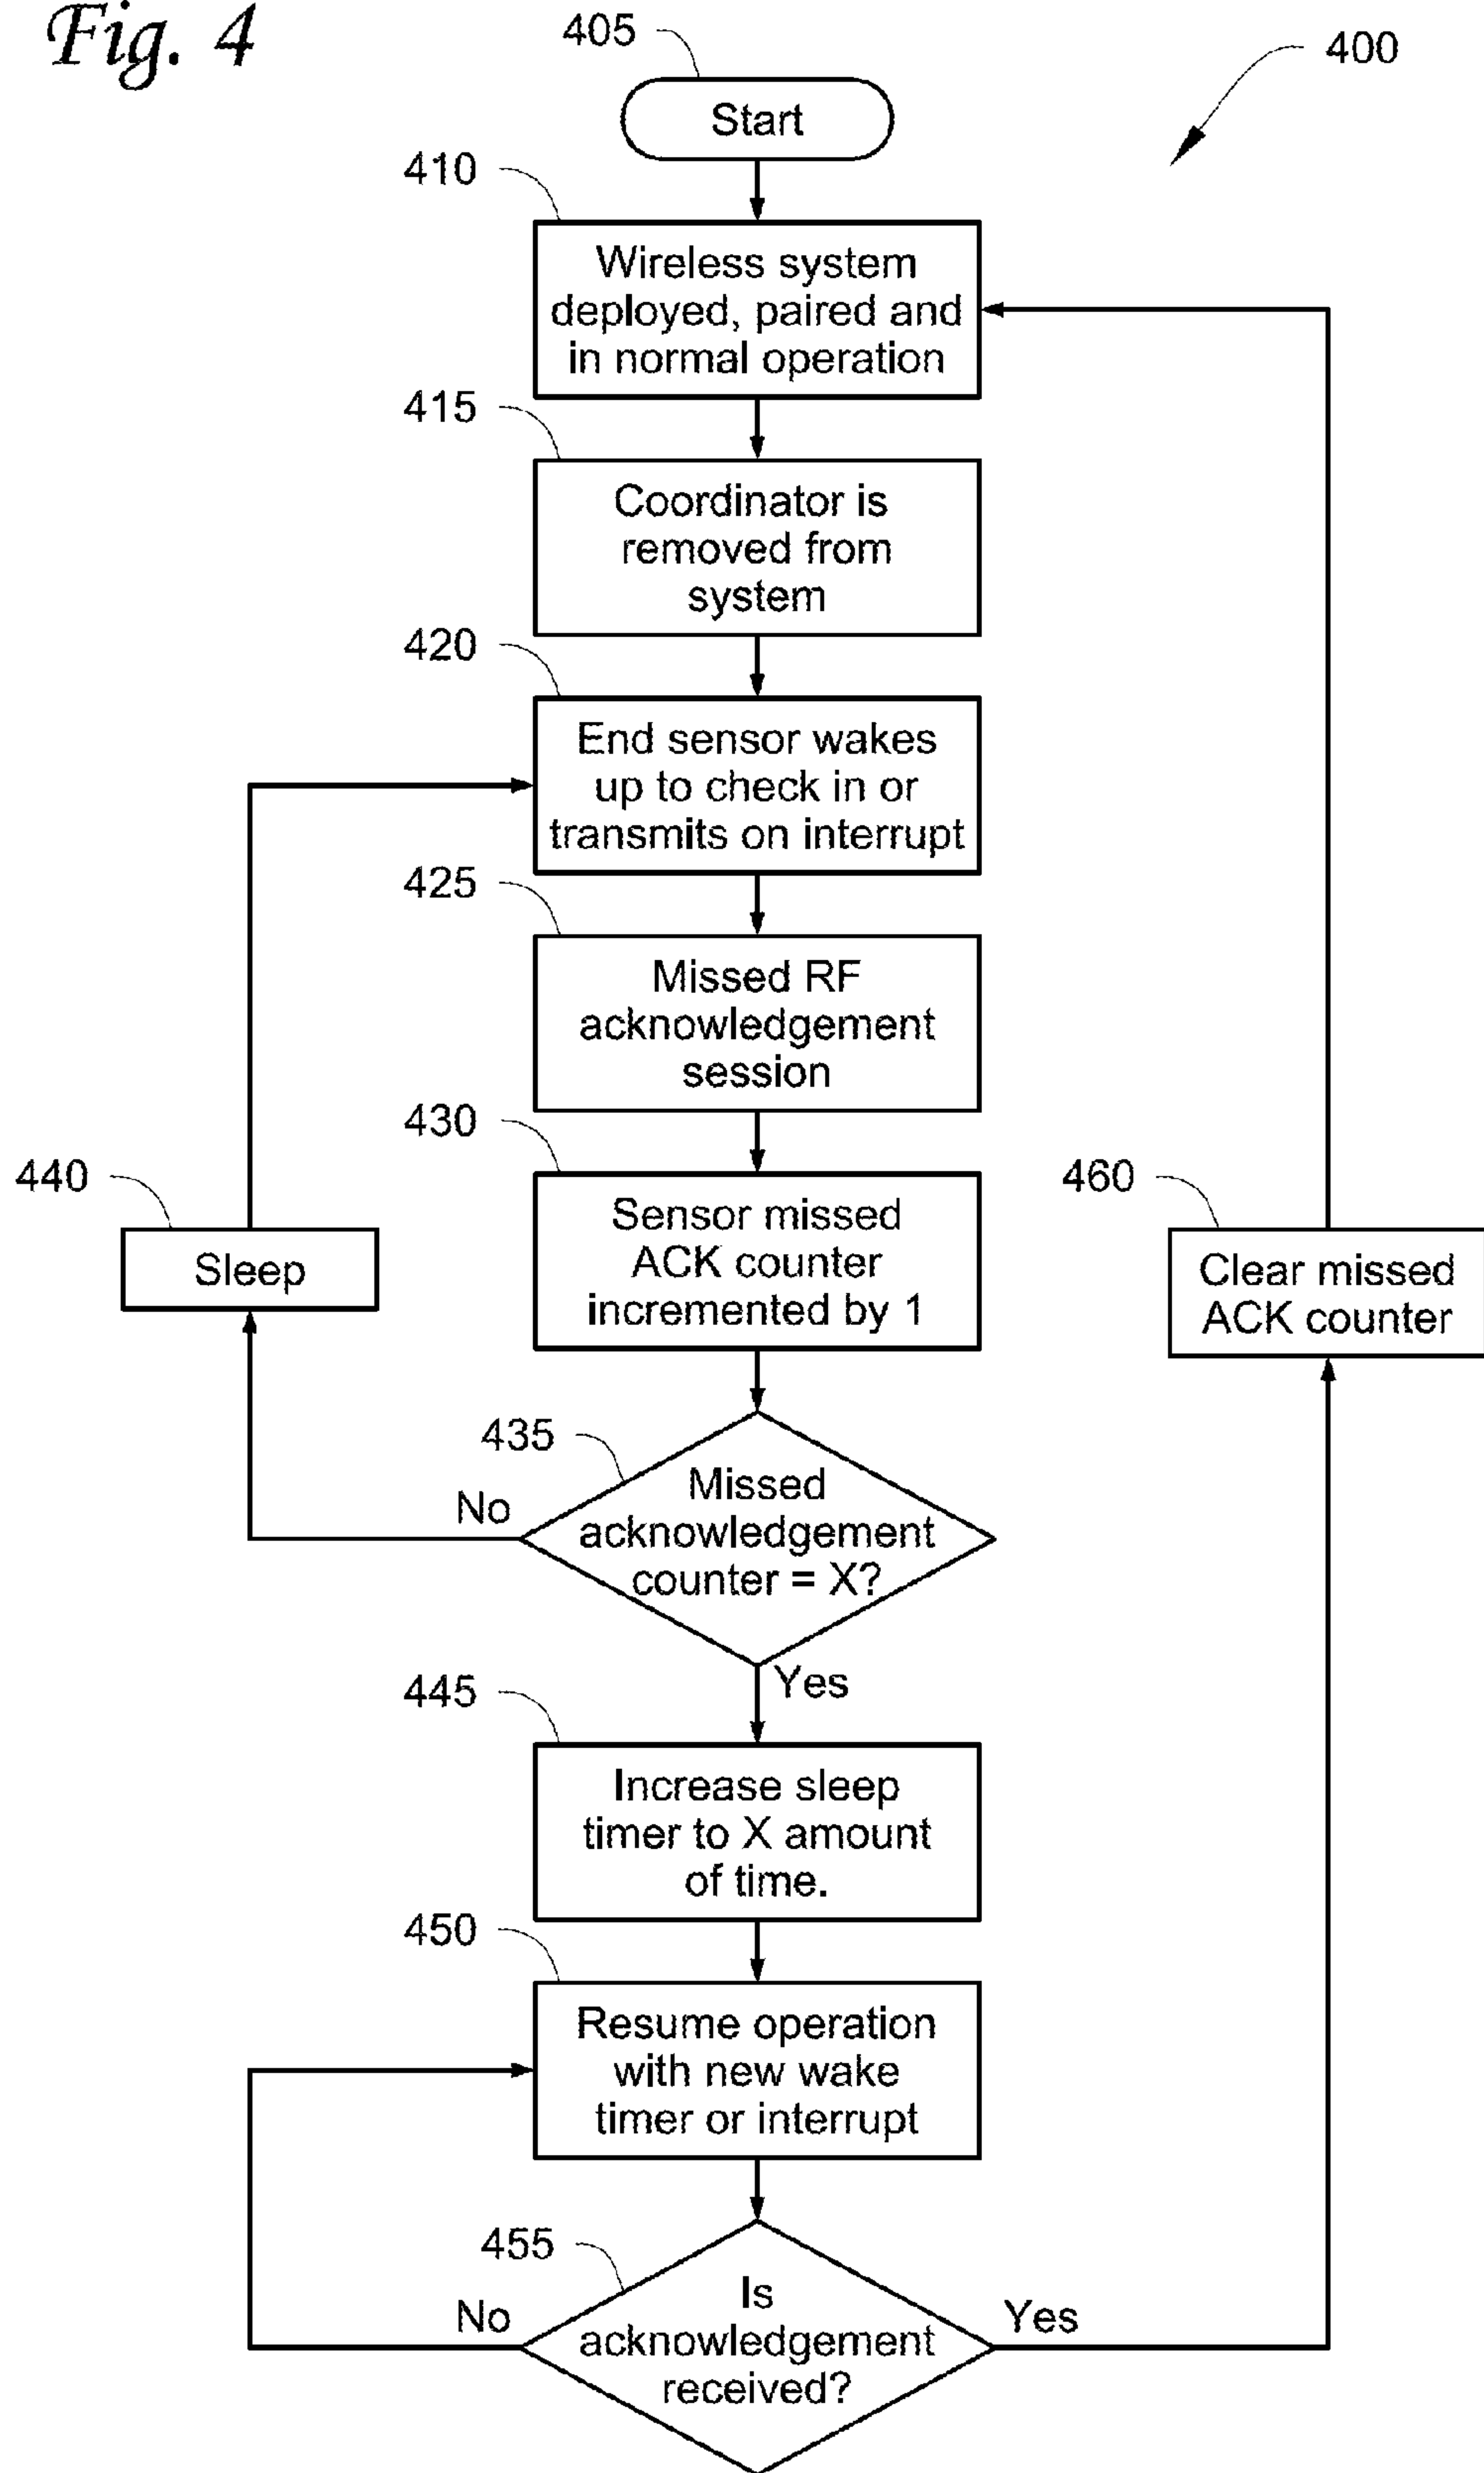 Fig. 4
405
400
Start
410
Wireless system
deployed, paired and
in normal operation
415
Coordinator is
removed from
system
420
End sensor wakes
up to check in or
transmits on interrupt
425
Missed RF
acknowledgement
session
430
Sensor missed
ACK counter
incremented by 1
440
Sleep
460
Clear missed
ACK counter
435
Missed
acknowledgement
counter = X?
No
Yes
445
Increase sleep
timer to X amount
of time.
450
Resume operation
with new wake
timer or interrupt
455
Is
acknowledgement
received?
No
Yes